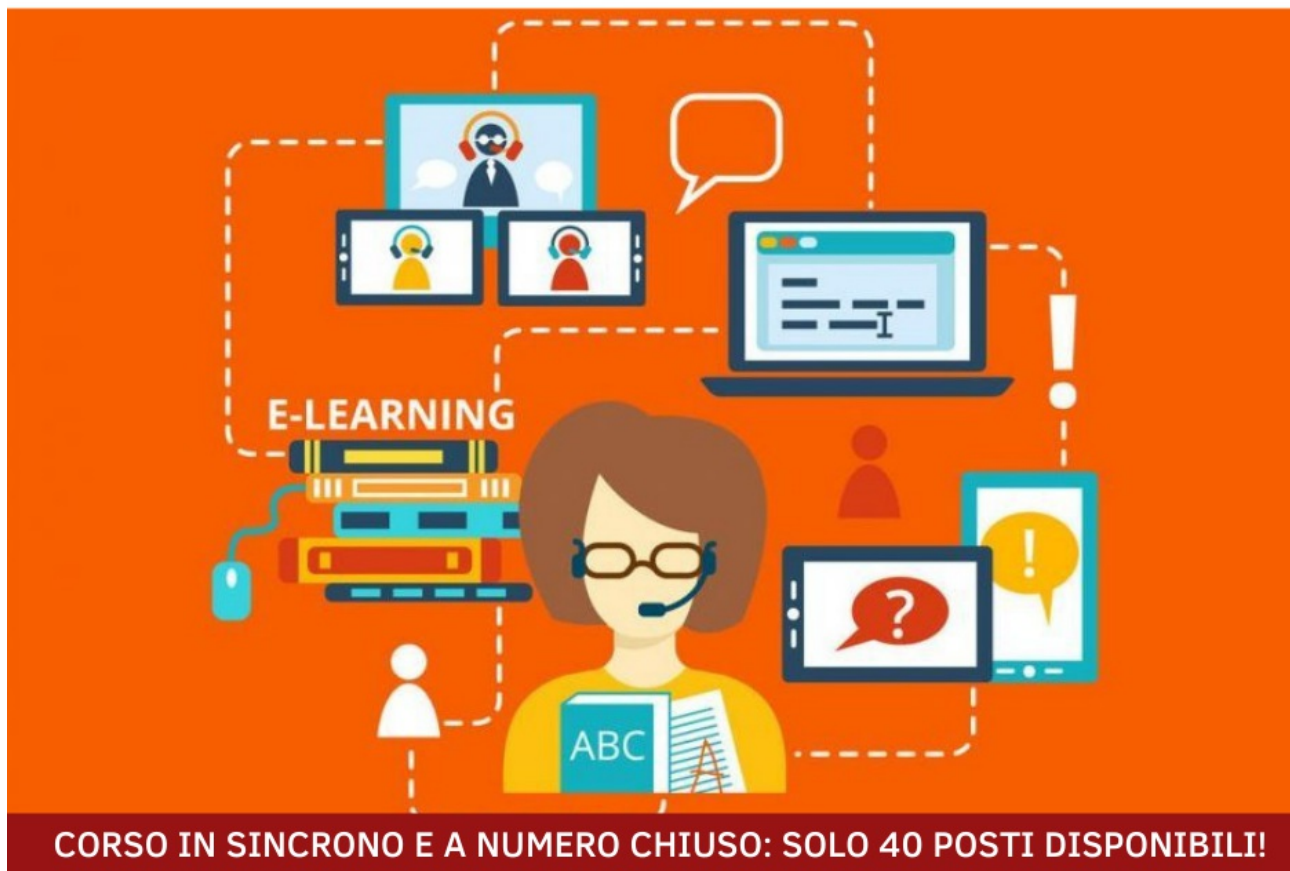 E-LEARNING
!
!
?
ABC
A
CORSO IN SINCRONO E A NUMERO CHIUSO: SOLO 40 POSTI DISPONIBILI!